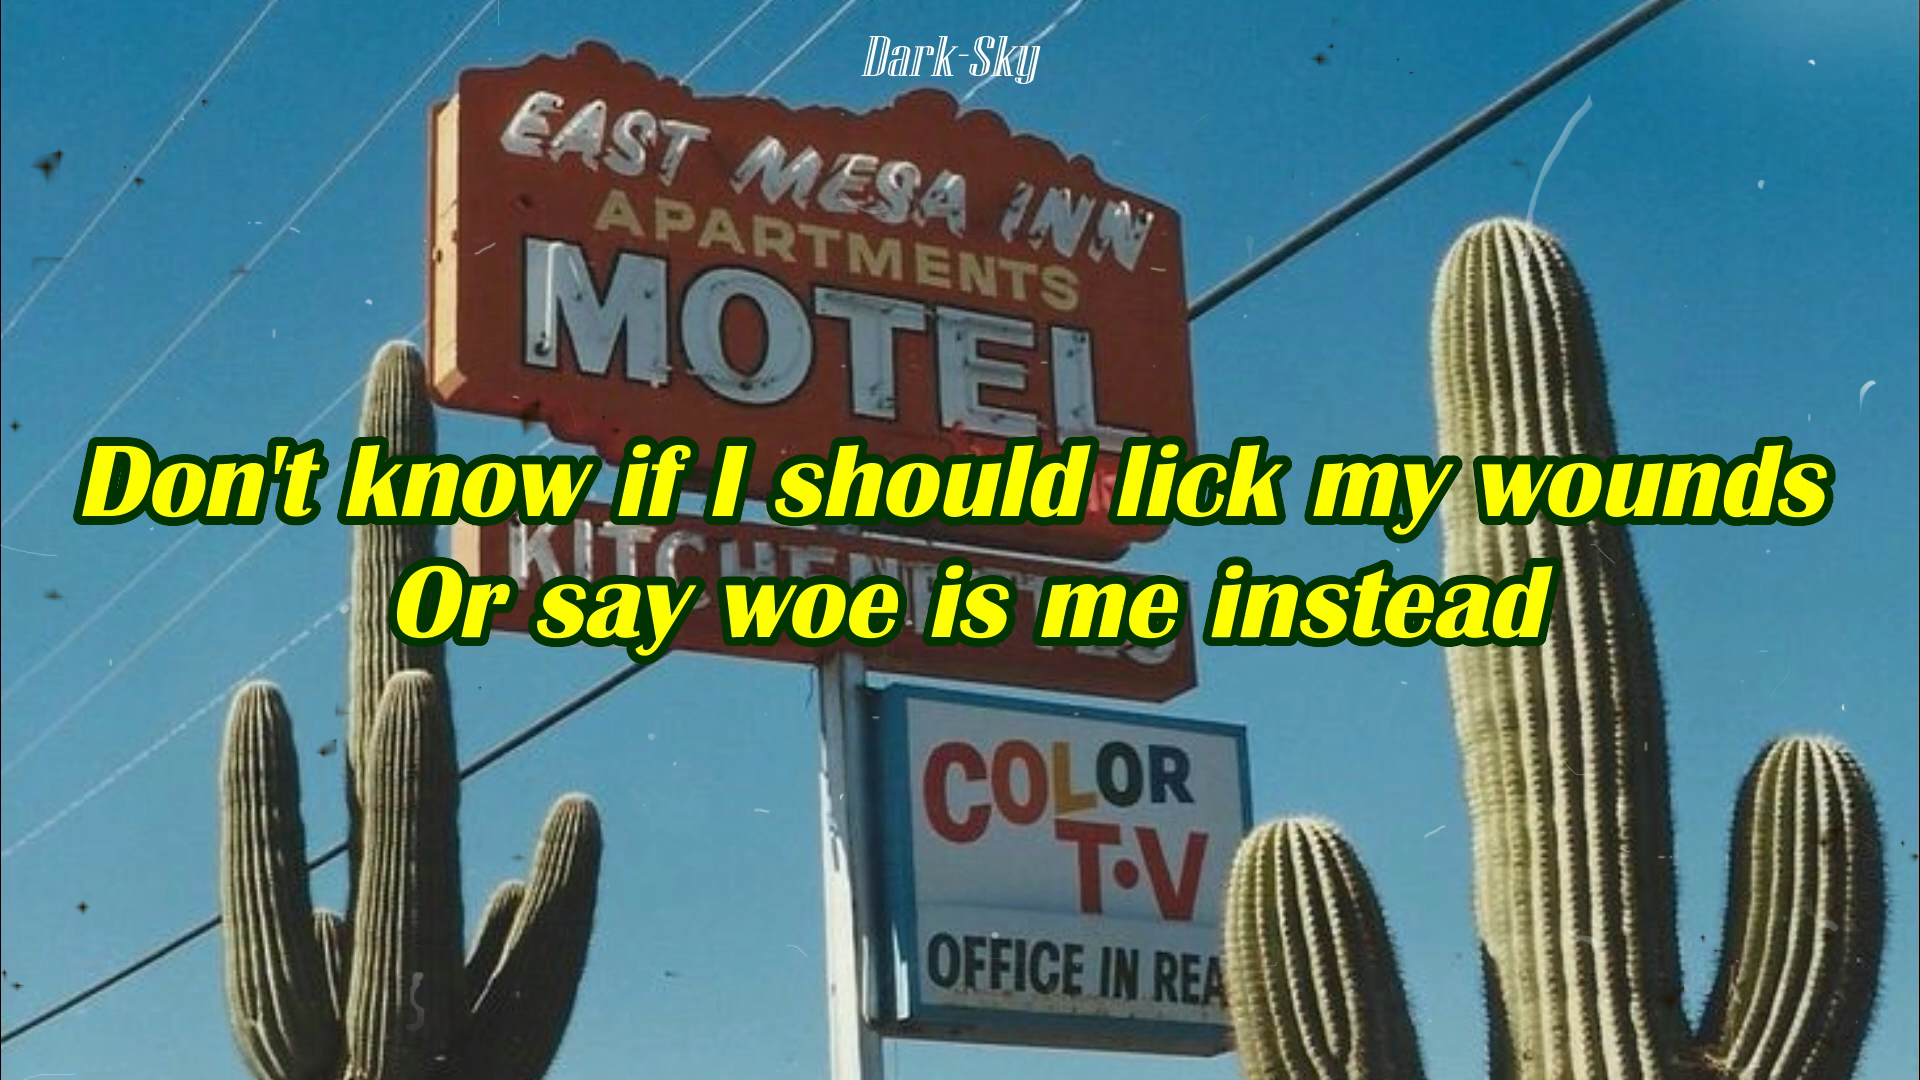 Dark-Sky
EAST MESA INN
APARTMENTS
MOTEL
Don't know if I should lick my wounds
Or say woe is me instead
COLOR
T·V
OFFICE IN REA